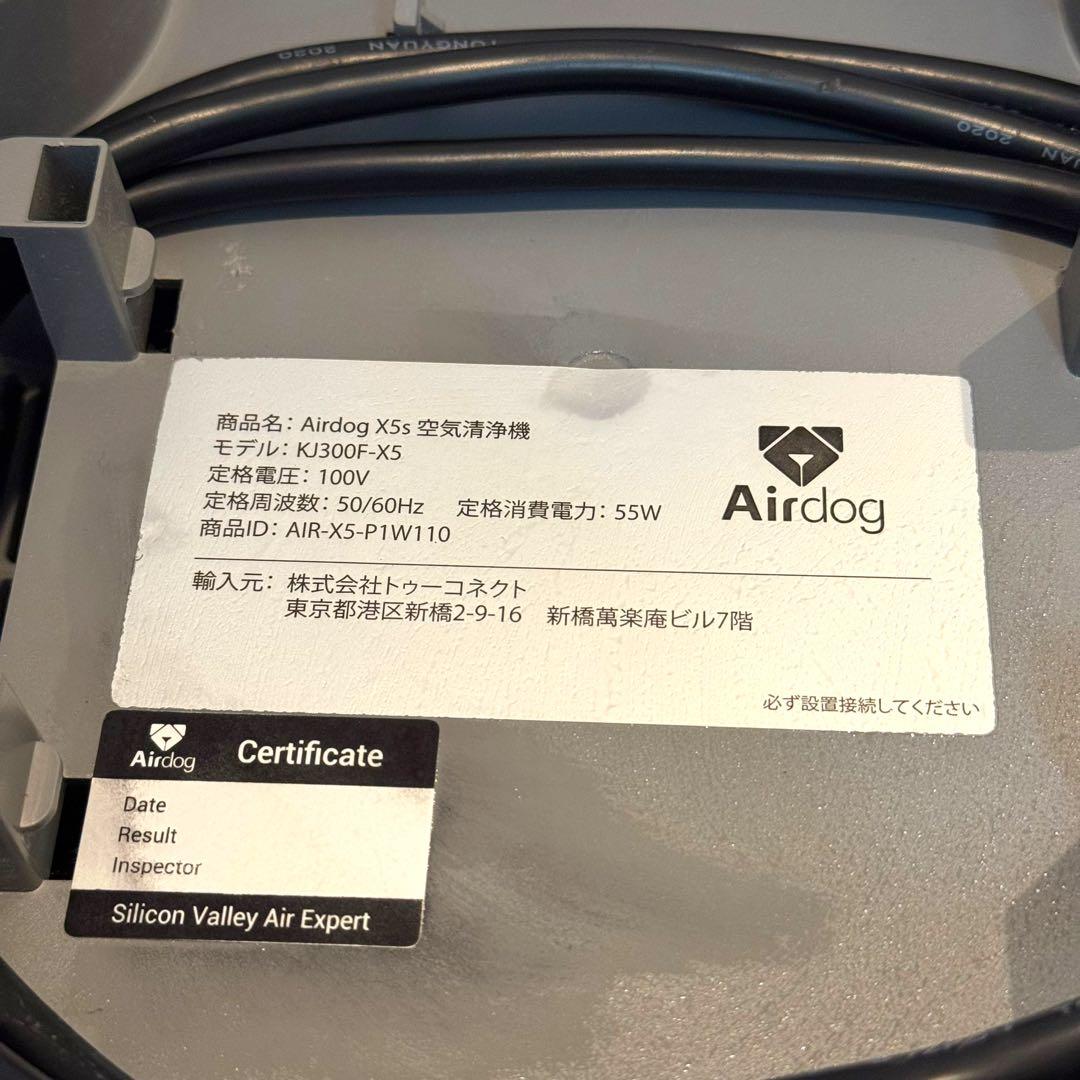 TONGYUAN 2020
2020 YUAN
商品名： Airdog X5s 空気清浄機
モデル： KJ300F-X5
定格電圧： 100V
定格周波数： 50/60Hz 定格消費電力： 55W
商品ID： AIR-X5-P1W110
Airdog
輸入元： 株式会社トゥーコネクト
東京都港区新橋2-9-16 新橋萬楽庵ビル7階
必ず設置接続してください
Airdog Certificate
Date
Result
Inspector
Silicon Valley Air Expert